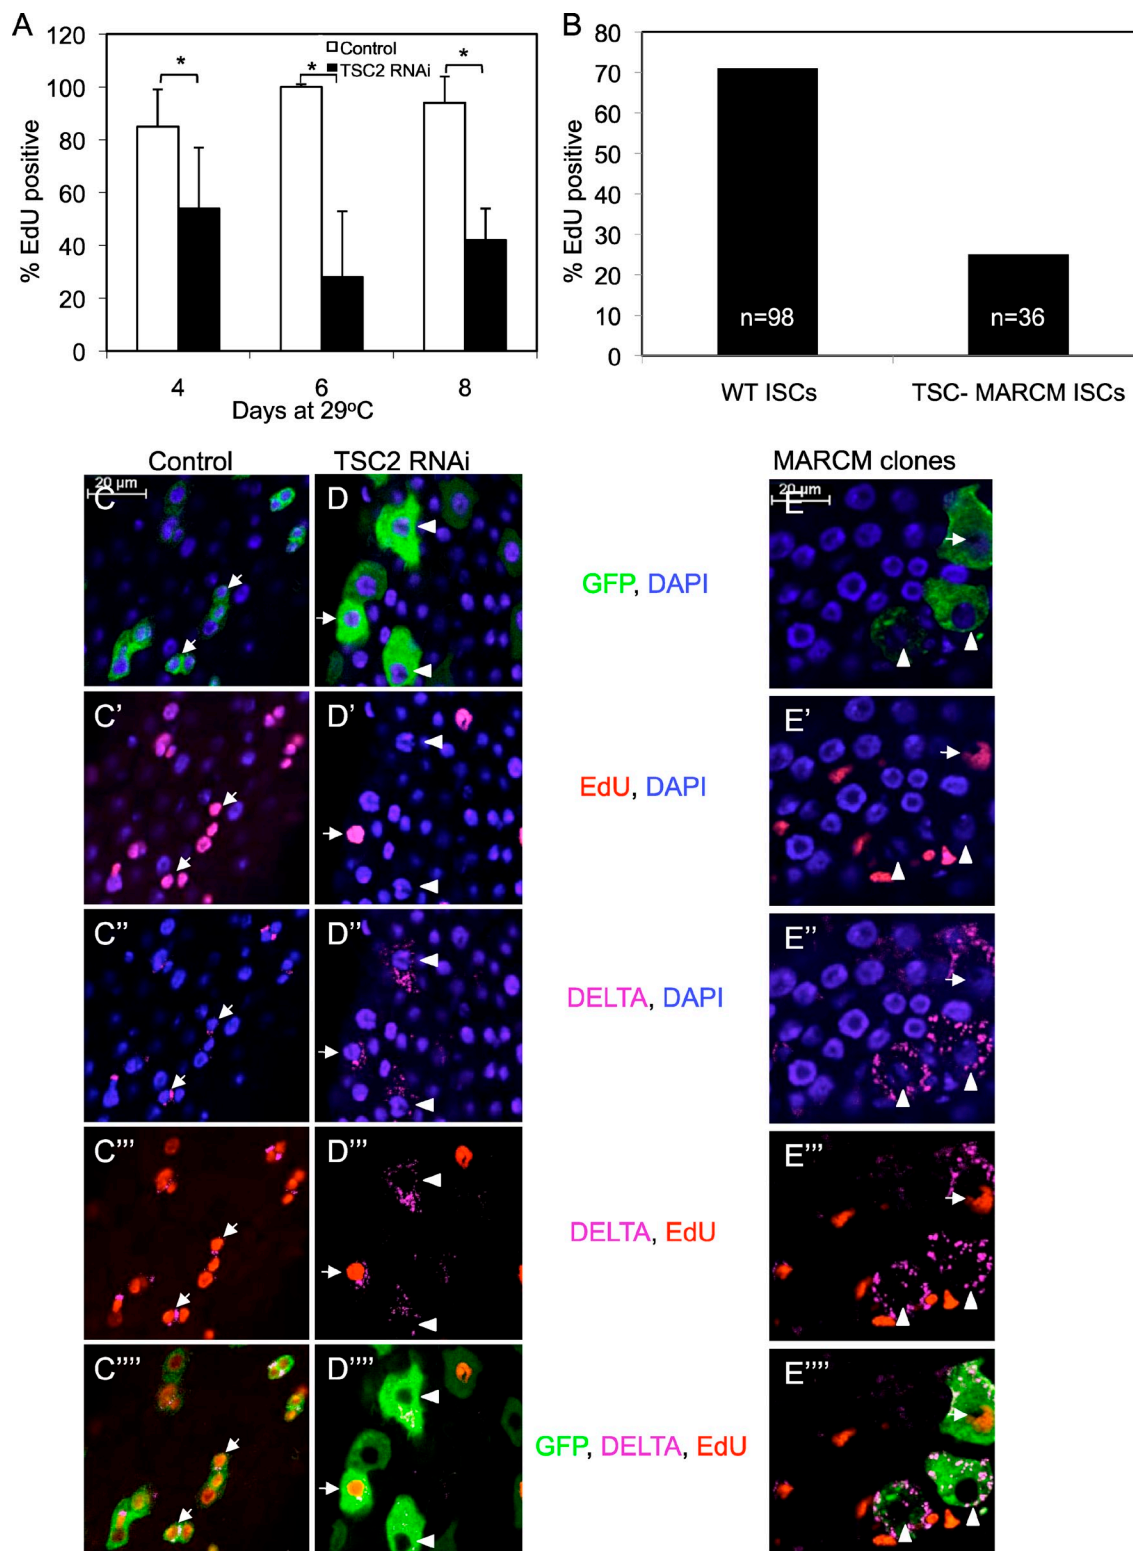 A
120
100
80
60
40
20
0
% EdU positive
Control
TSC2 RNAi
*
*
*
4
6
8
Days at 29ºC
B
80
70
60
50
40
30
20
10
0
% EdU positive
n=98
n=36
WT ISCs
TSC- MARCM ISCs
Control
TSC2 RNAi
MARCM clones
20 µm
C
D
20 µm
E
GFP, DAPI
C'
D'
E'
EdU, DAPI
C''
D''
E''
DELTA, DAPI
C'''
D'''
E'''
DELTA, EdU
C''''
D''''
E''''
GFP, DELTA, EdU